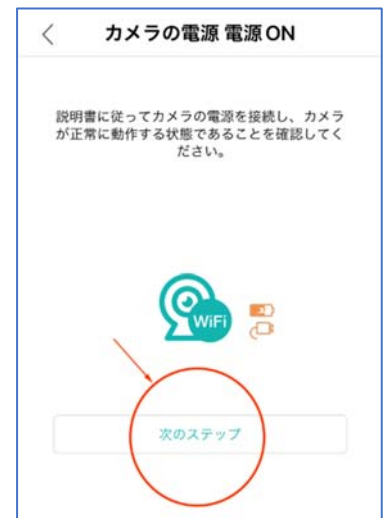 カメラの電源 電源ON
説明書に従ってカメラの電源を接続し、カメラ
が正常に動作する状態であることを確認してく
ださい。
WiFi
次のステップ